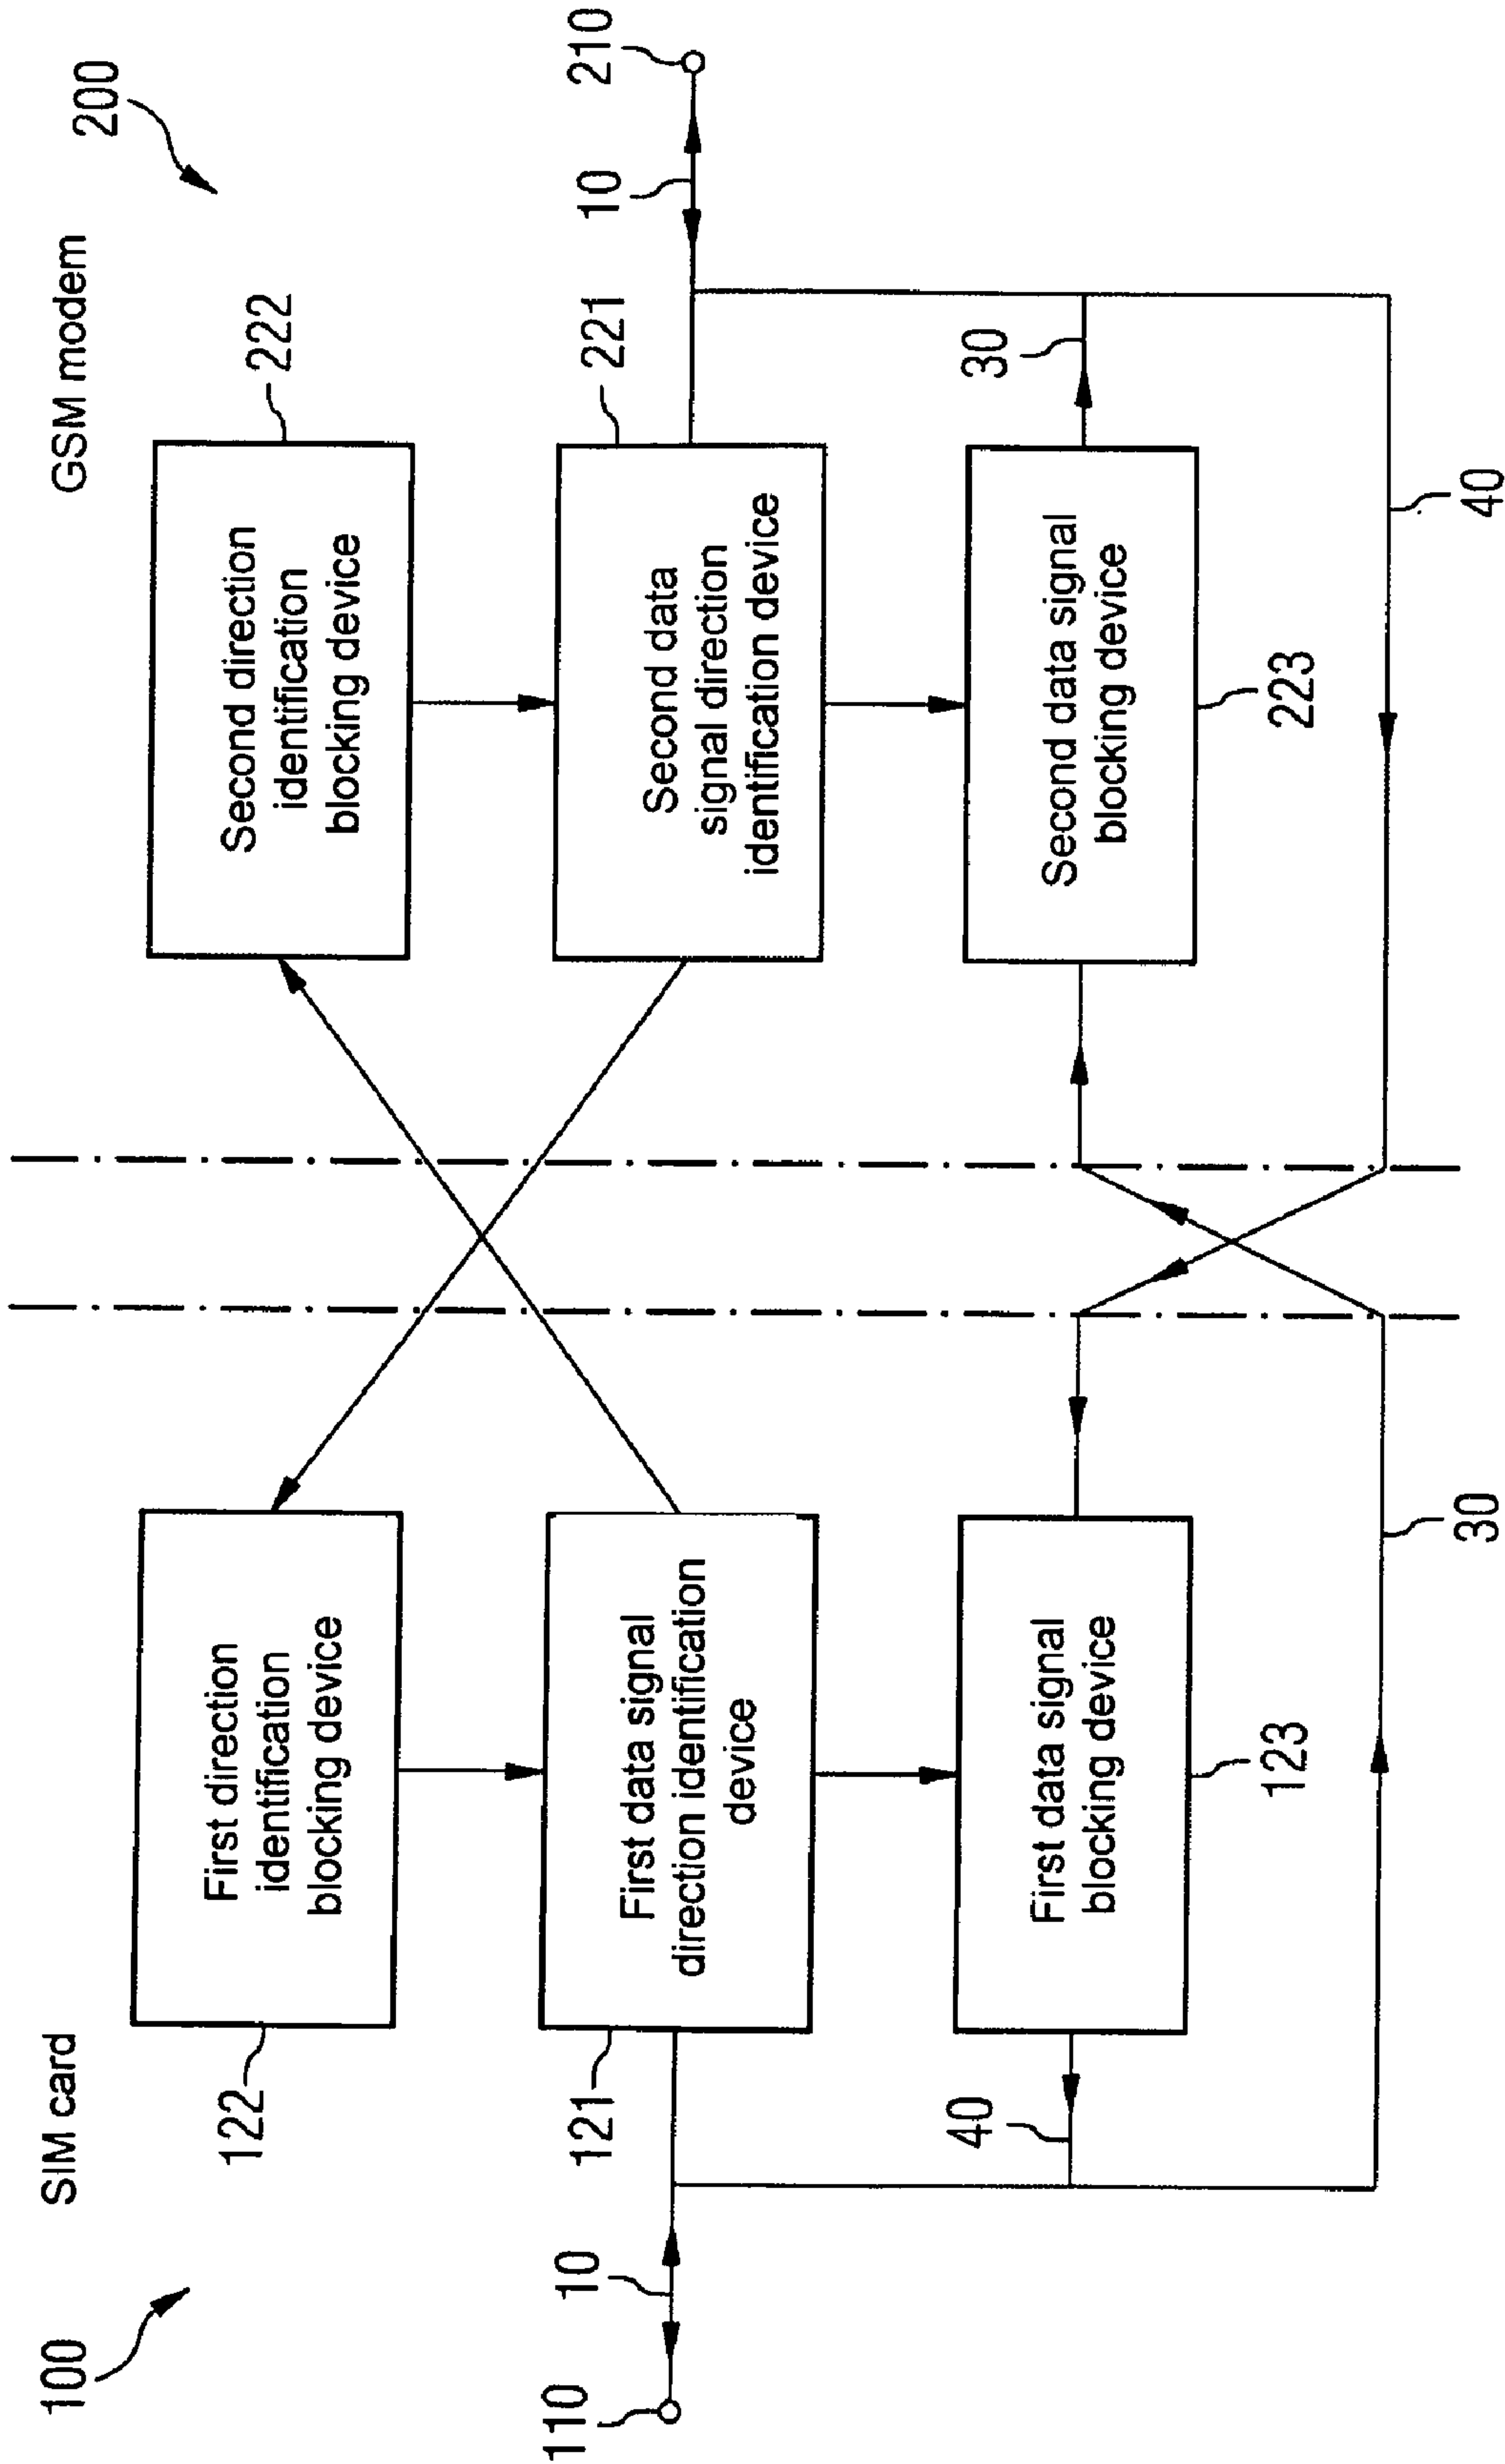 100
SIM card
GSM modem
200
122
First direction
identification
blocking device
Second direction
identification
blocking device
222
110
10
121
First data signal
direction identification
device
Second data
signal direction
identification device
221
10
210
40
First data signal
blocking device
123
Second data signal
blocking device
223
30
30
40